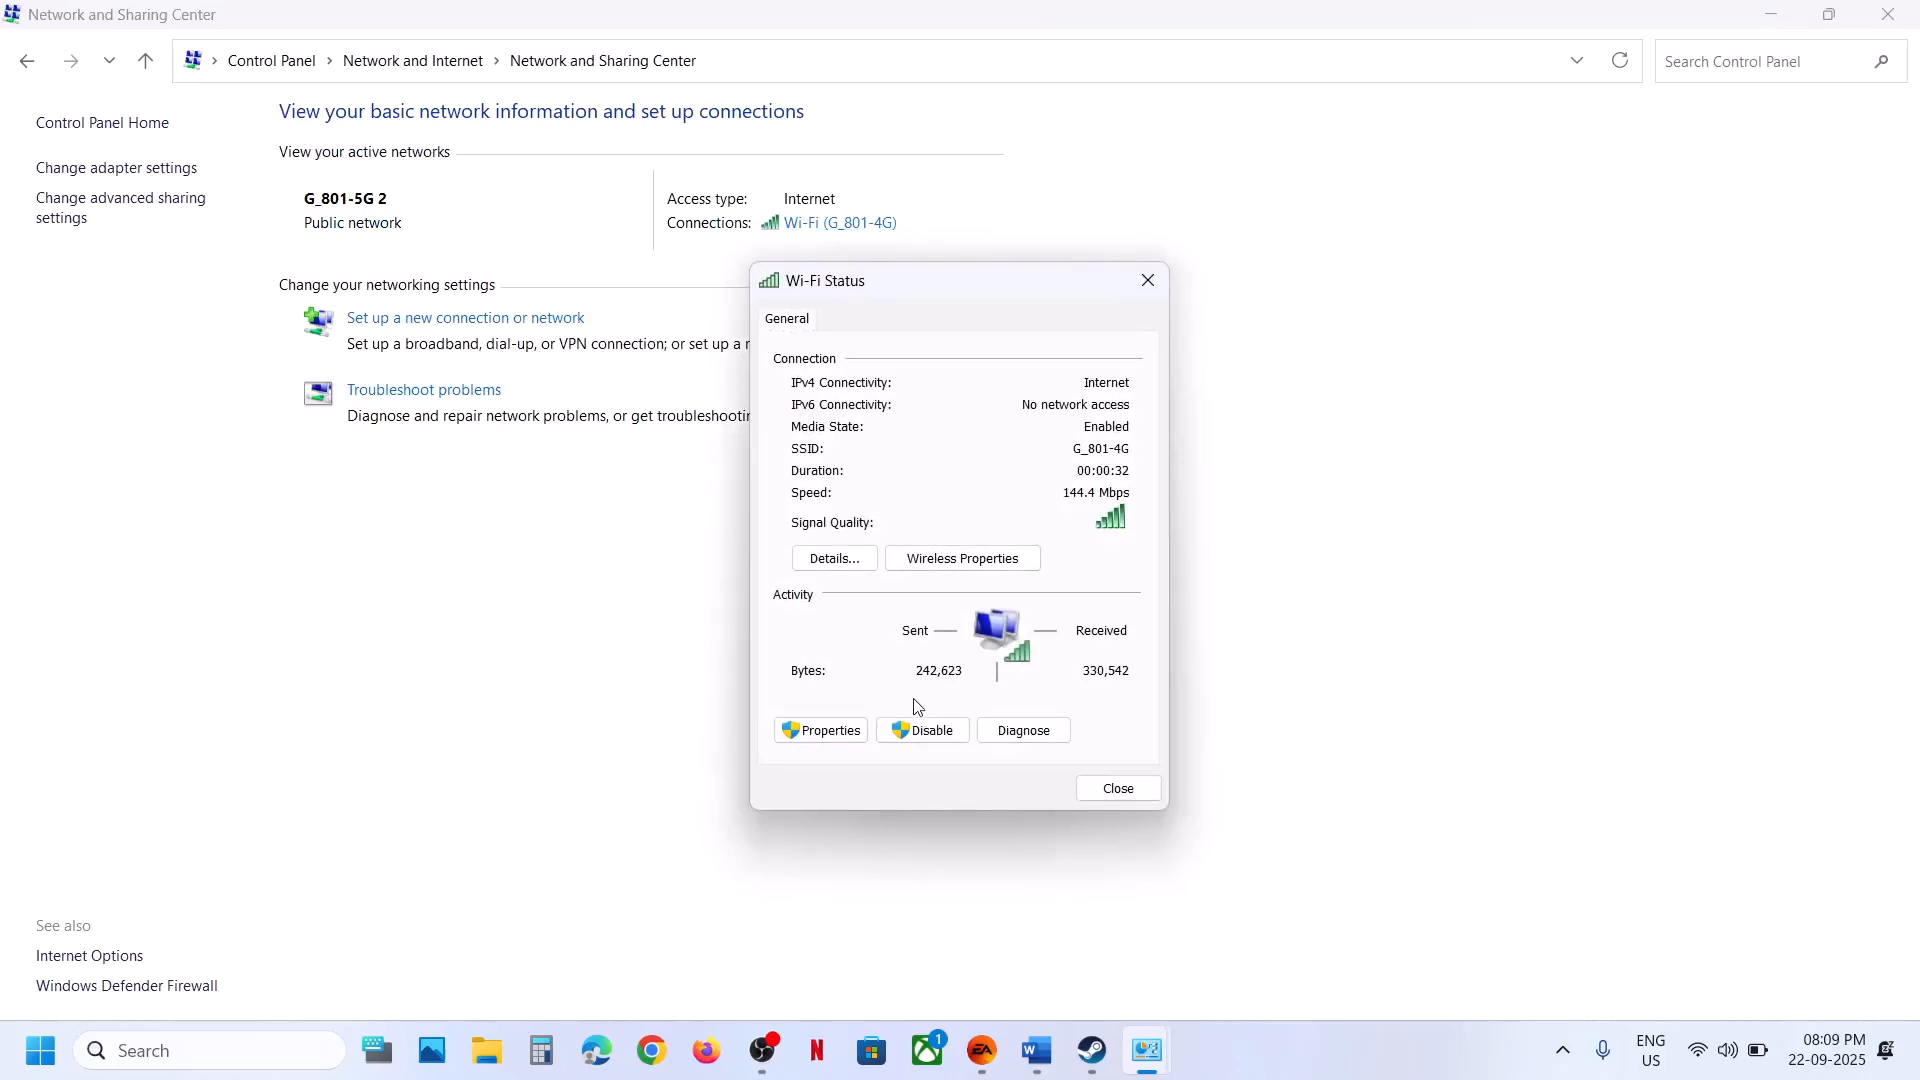 Network and Sharing Center
Control Panel > Network and Internet > Network and Sharing Center
Search Control Panel
Control Panel Home
Change adapter settings
Change advanced sharing
settings
View your basic network information and set up connections
View your active networks
G_801-5G 2
Public network
Access type: Internet
Connections: Wi-Fi (G_801-4G)
Change your networking settings
Set up a new connection or network
Set up a broadband, dial-up, or VPN connection; or set up a
Troubleshoot problems
Diagnose and repair network problems, or get
Wi-Fi Status
General
Connection
IPv4 Connectivity: Internet
IPv6 Connectivity: No network access
Media State: Enabled
SSID: G_801-4G
Duration: 00:00:32
Speed: 144.4 Mbps
Signal Quality:
Details... Wireless Properties
Activity
Sent Received
Bytes: 242,623 330,542
Properties Disable Diagnose
Close
See also
Internet Options
Windows Defender Firewall
Search
N
1
EA
W
ENG
US
08:09 PM
22-09-2025